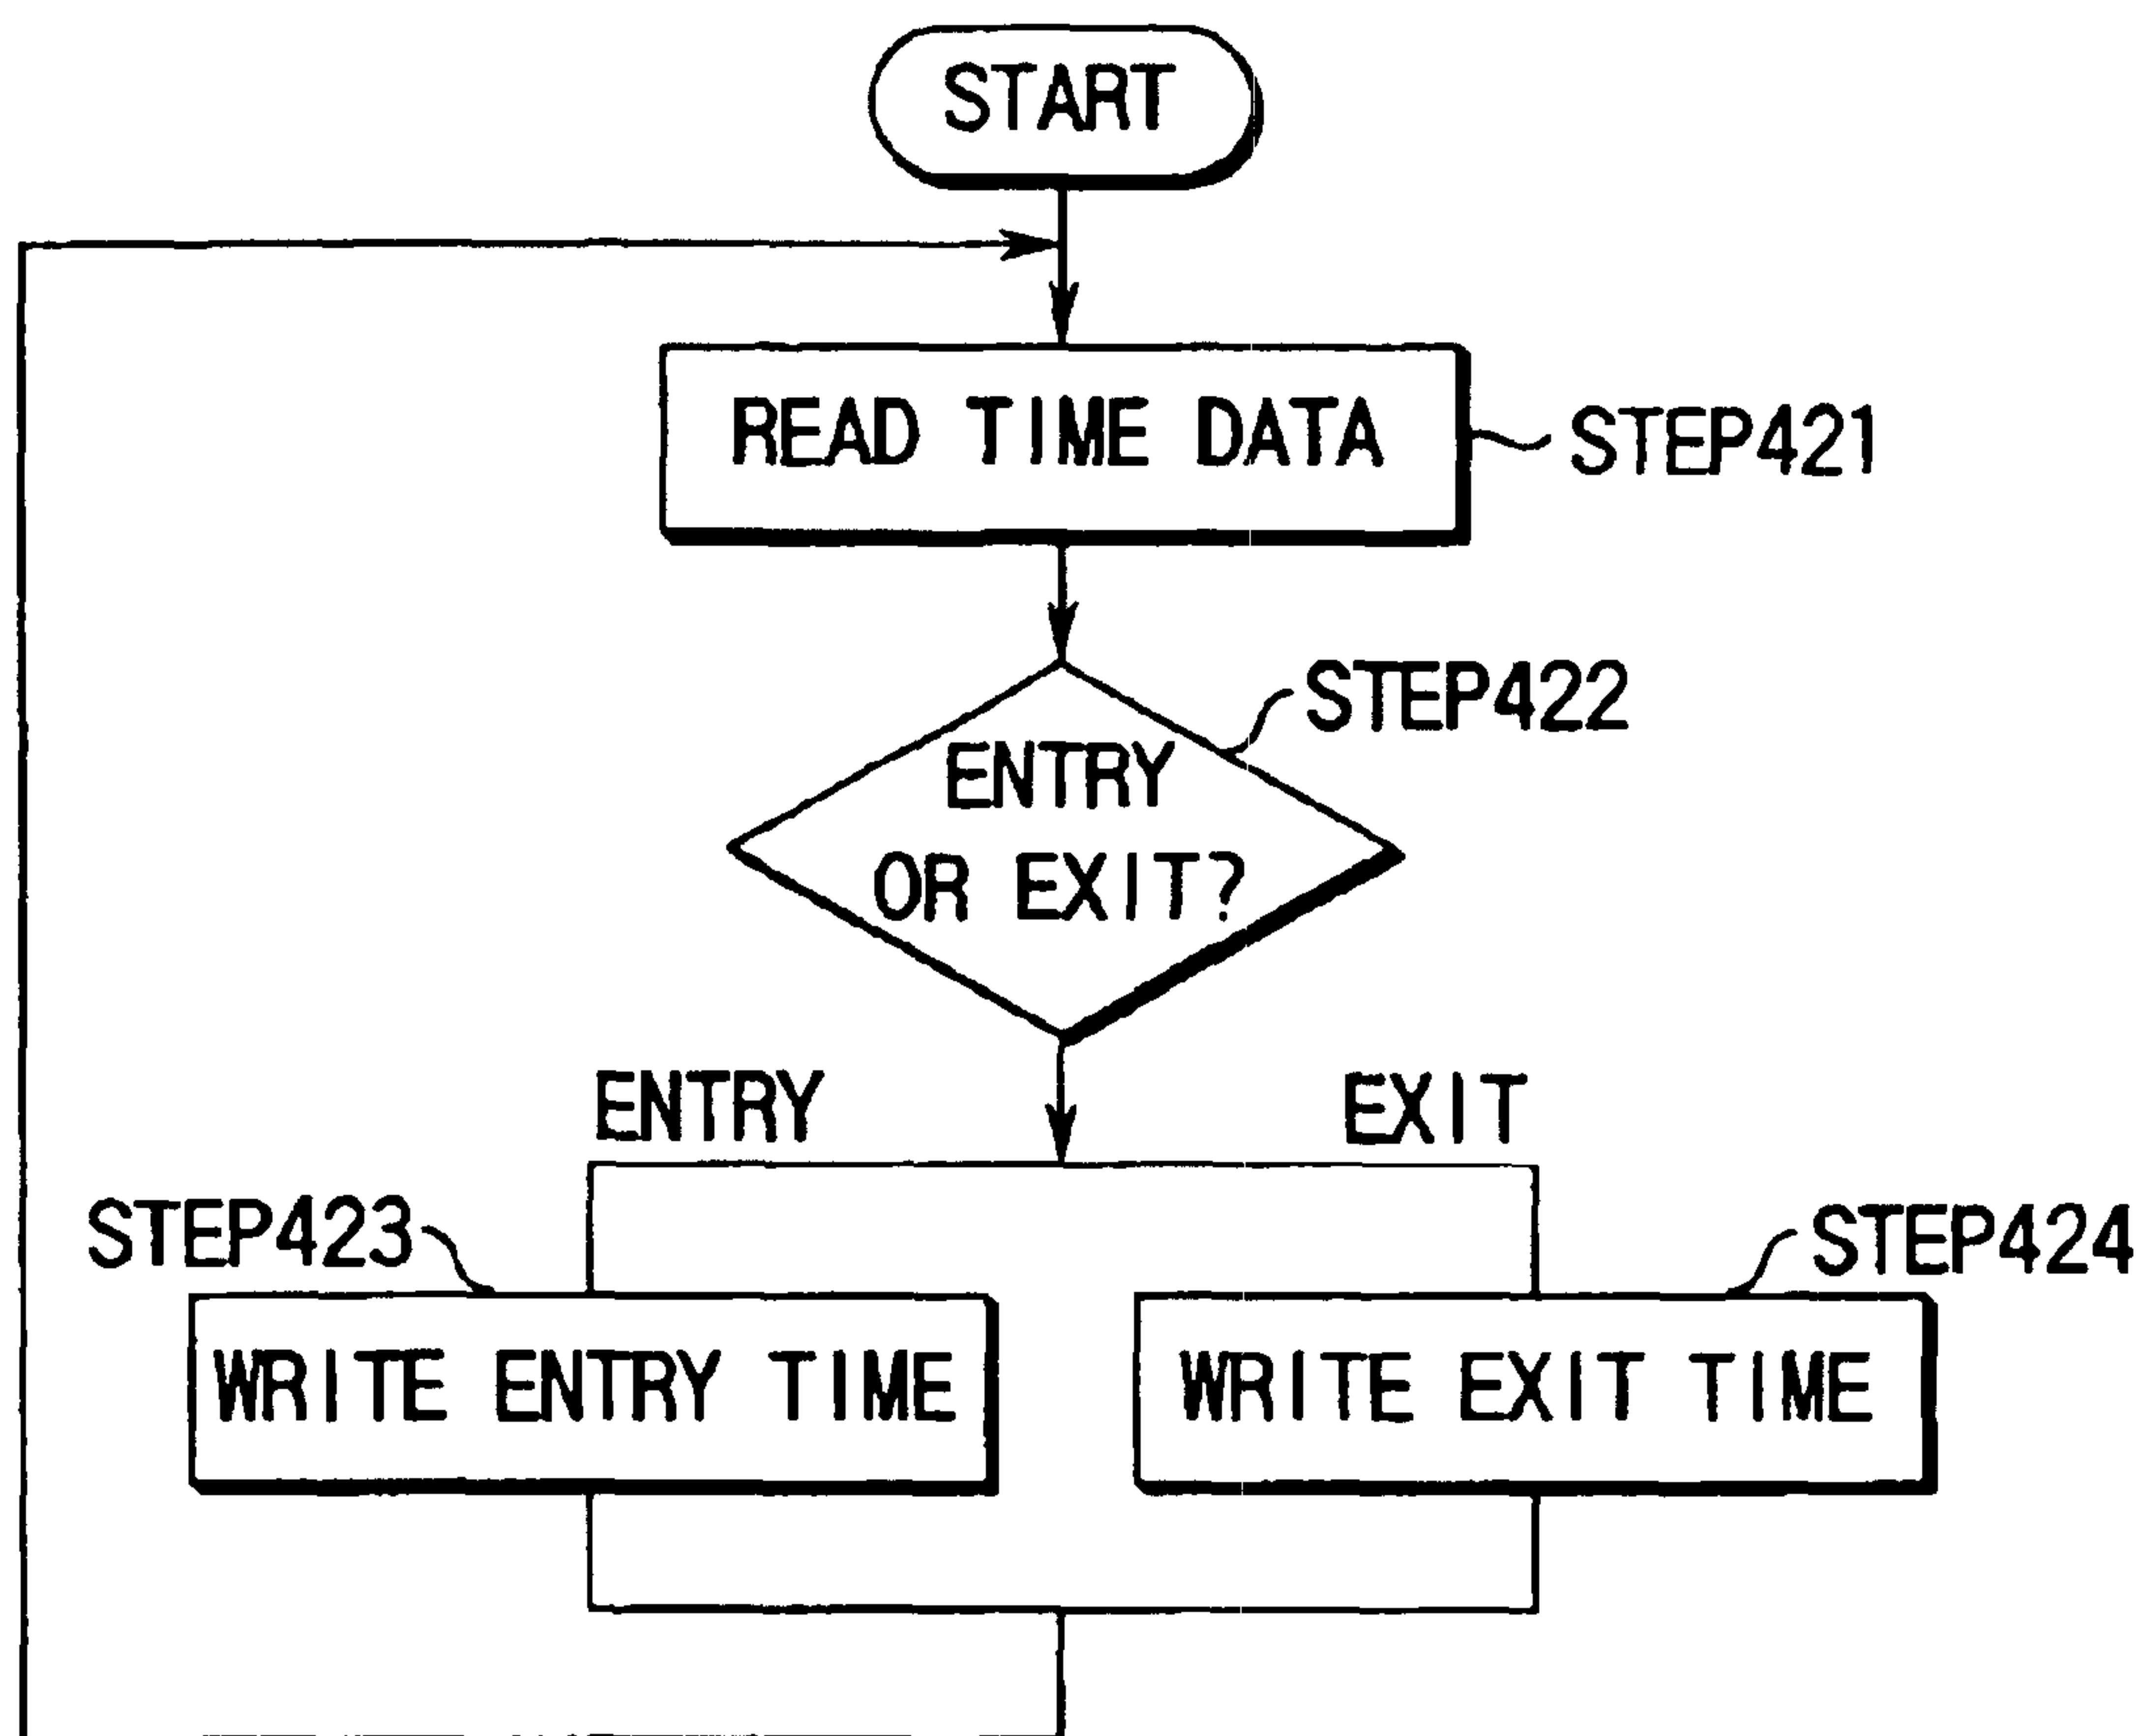 START
READ TIME DATA
STEP421
STEP422
ENTRY
OR EXIT?
ENTRY
EXIT
STEP423
STEP424
WRITE ENTRY TIME
WRITE EXIT TIME